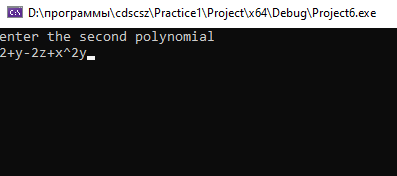 D:\программы\cdscsz\Practice1\Project\x64\Debug\Project6.exe
enter the second polynomial
2+y-2z+x^2y